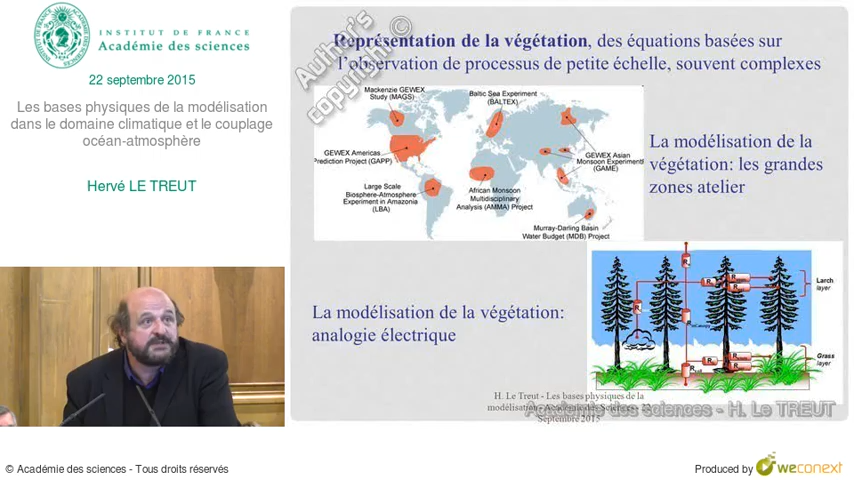 INSTITUT DE FRANCE
Académie des sciences
22 septembre 2015
Les bases physiques de la modélisation
dans le domaine climatique et le couplage
océan-atmosphère
Hervé LE TREUT
Author's
copyright ©
Représentation de la végétation, des équations basées sur
l'observation de processus de petite échelle, souvent complexes
Mackenzie GEWEX
Study (MAGS)
Baltic Sea Experiment
(BALTEX)
GEWEX Americas
Prediction Project (GAPP)
GEWEX Asian
Monsoon Experiment
(GAME)
Large Scale
Biosphere-Atmosphere
Experiment in Amazonia
(LBA)
African Monsoon
Multidisciplinary
Analysis (AMMA) Project
Murray-Darling Basin
Water Budget (MDB) Project
La modélisation de la
végétation: les grandes
zones atelier
La modélisation de la végétation:
analogie électrique
Larch
layer
Grass
layer
H. Le Treut - Les bases physiques de la
modélisation - Académie des Sciences - 22
Septembre 2015
Académie des sciences - H. Le TREUT
© Académie des sciences - Tous droits réservés
Produced by weconext